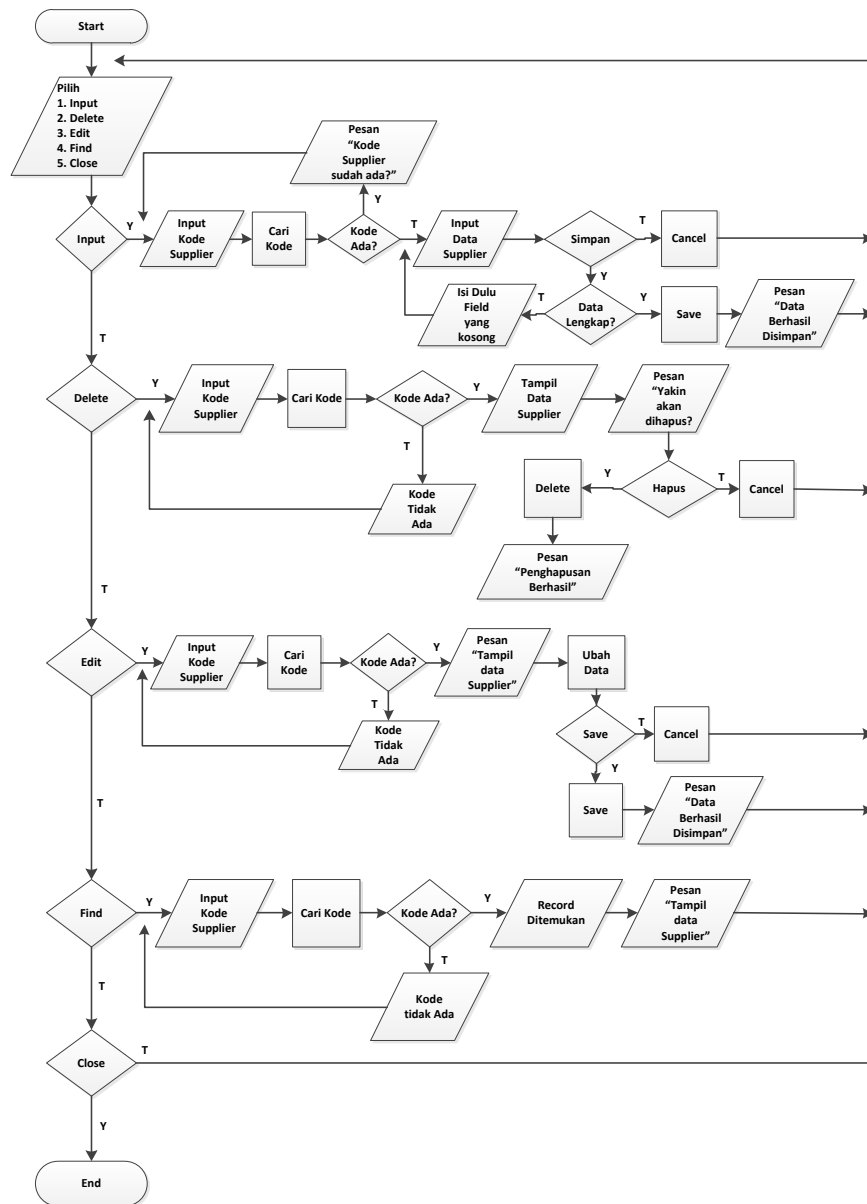 Start
Pilih
1. Input
2. Delete
3. Edit
4. Find
5. Close
Pesan
“Kode
Supplier
sudah ada?”
Y
Input
Y
Input
Kode
Supplier
Cari
Kode
Kode
Ada?
T
Input
Data
Supplier
Simpan
T
Cancel
Y
Isi Dulu
Field
yang
kosong
T
Data
Lengkap?
Y
Save
Pesan
“Data
Berhasil
Disimpan”
T
Delete
Y
Input
Kode
Supplier
Cari Kode
Kode Ada?
Y
Tampil
Data
Supplier
Pesan
“Yakin
akan
dihapus?
T
Kode
Tidak
Ada
Delete
Y
Hapus
T
Cancel
Pesan
“Penghapusan
Berhasil”
T
Edit
Y
Input
Kode
Supplier
Cari
Kode
Kode Ada?
Y
Pesan
“Tampil
data
Supplier”
Ubah
Data
T
Kode
Tidak
Ada
Save
T
Cancel
Y
Save
Pesan
“Data
Berhasil
Disimpan”
T
Find
Y
Input
Kode
Supplier
Cari Kode
Kode Ada?
Y
Record
Ditemukan
Pesan
“Tampil
data
Supplier”
T
Kode
tidak Ada
T
Close
T
Y
End